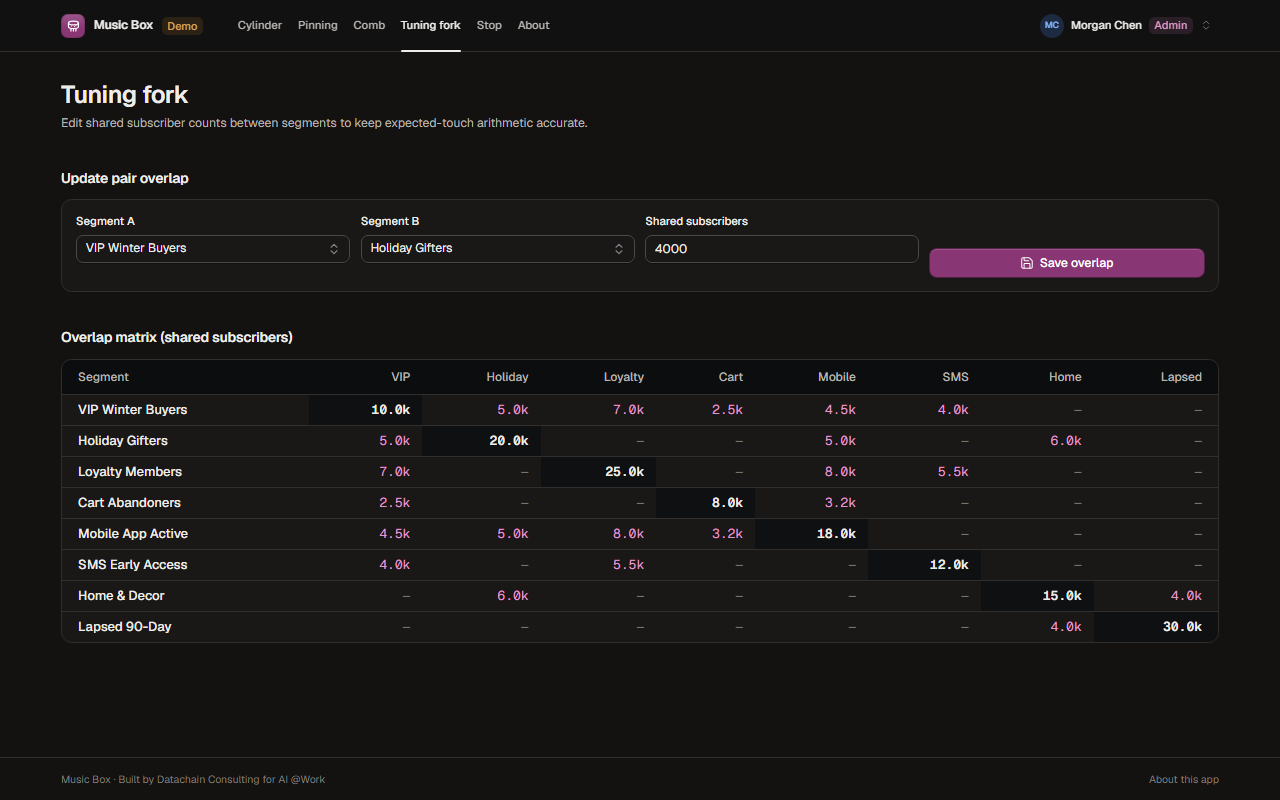 Music Box Demo Cylinder Pinning Comb Tuning fork Stop About MC Morgan Chen Admin
Tuning fork
Edit shared subscriber counts between segments to keep expected-touch arithmetic accurate.
Update pair overlap
Segment A Segment B Shared subscribers
VIP Winter Buyers Holiday Gifters 4000 Save overlap
Overlap matrix (shared subscribers)
Segment VIP Holiday Loyalty Cart Mobile SMS Home Lapsed
VIP Winter Buyers 10.0k 5.0k 7.0k 2.5k 4.5k 4.0k – –
Holiday Gifters 5.0k 20.0k – – 5.0k – 6.0k –
Loyalty Members 7.0k – 25.0k – 8.0k 5.5k – –
Cart Abandoners 2.5k – – 8.0k 3.2k – – –
Mobile App Active 4.5k 5.0k 8.0k 3.2k 18.0k – – –
SMS Early Access 4.0k – 5.5k – – 12.0k – –
Home & Decor – 6.0k – – – – 15.0k 4.0k
Lapsed 90-Day – – – – – – 4.0k 30.0k
Music Box · Built by Datachain Consulting for AI @Work About this app